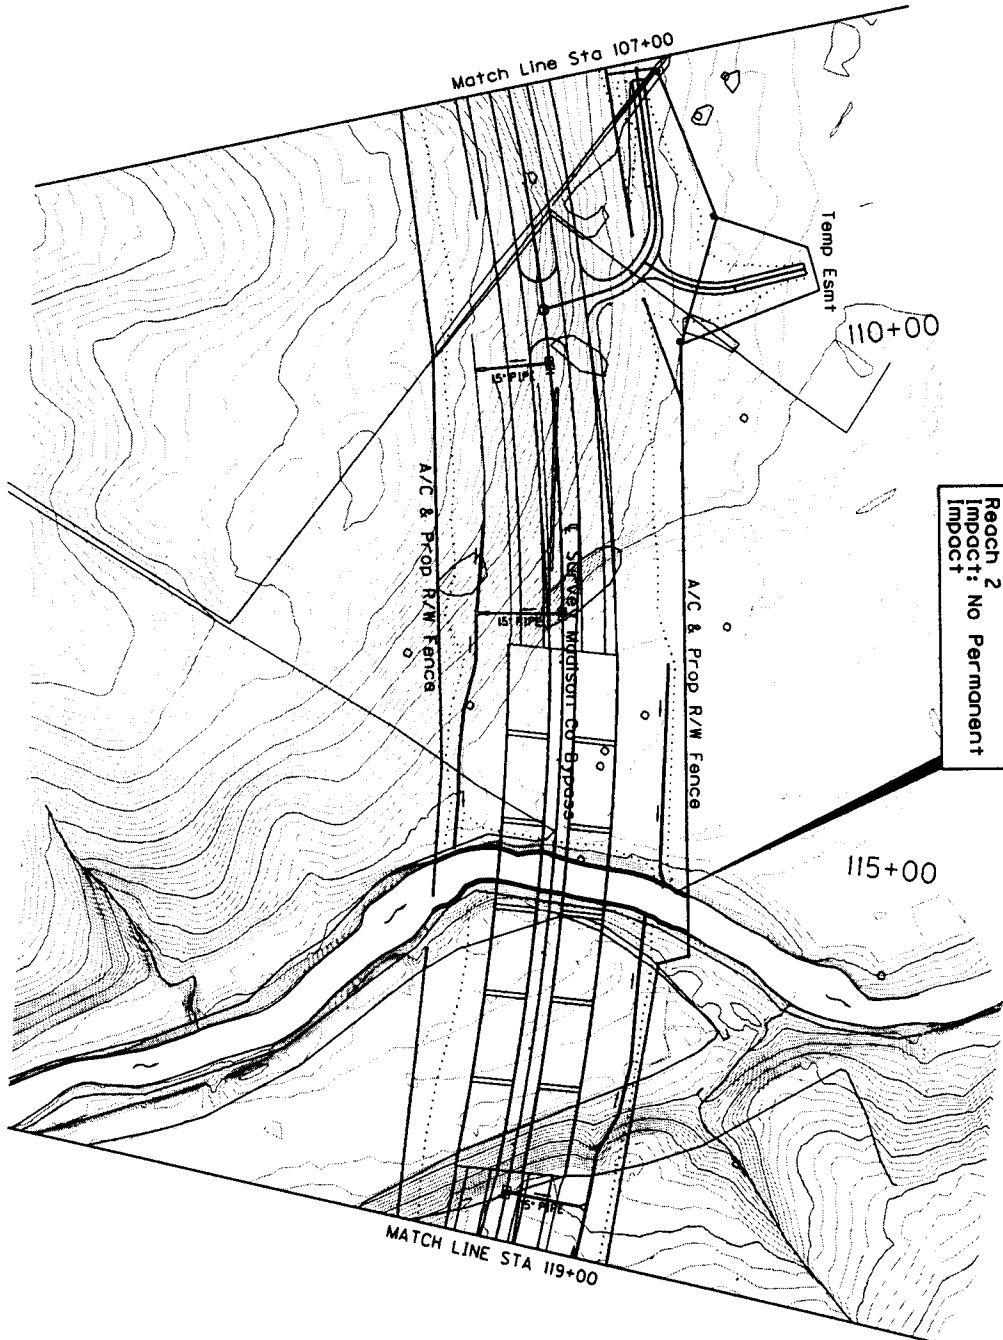 Match Line Sta 107+00
Temp Esmt
110+00
15" PIPE
A/C & Prop R/W Fence
Reach 2
Impact: No Permanent
Impact
15" PIPE
℄ Survey Madison Co Bypass
A/C & Prop R/W Fence
115+00
15" PIPE
MATCH LINE STA 119+00